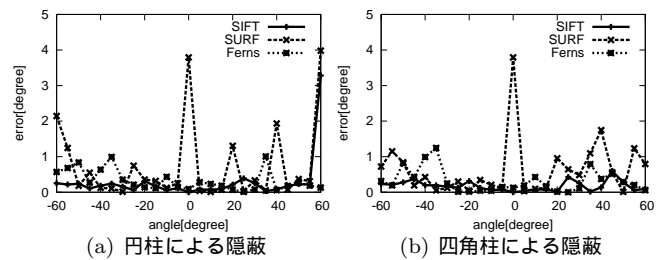 5
4
3
2
1
0
error[degree]
SIFT
SURF
Ferns
-60 -40 -20 0 20 40 60
angle[degree]
(a) 円柱による隠蔽
5
4
3
2
1
0
error[degree]
SIFT
SURF
Ferns
-60 -40 -20 0 20 40 60
angle[degree]
(b) 四角柱による隠蔽